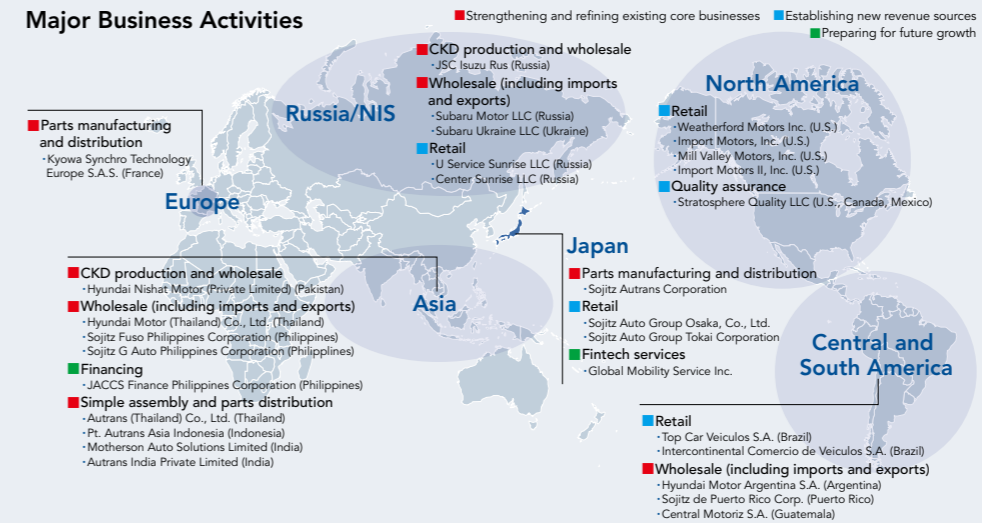 Major Business Activities
Strengthening and refining existing core businesses
Establishing new revenue sources
Preparing for future growth
Russia/NIS
CKD production and wholesale
・JSC Isuzu Rus (Russia)
Wholesale (including imports
and exports)
・Subaru Motor LLC (Russia)
・Subaru Ukraine LLC (Ukraine)
Retail
・U Service Sunrise LLC (Russia)
・Center Sunrise LLC (Russia)
North America
Retail
・Weatherford Motors Inc. (U.S.)
・Import Motors, Inc. (U.S.)
・Mill Valley Motors, Inc. (U.S.)
・Import Motors II, Inc. (U.S.)
Quality assurance
・Stratosphere Quality LLC (U.S., Canada, Mexico)
Parts manufacturing
and distribution
・Kyowa Synchro Technology
Europe S.A.S. (France)
Europe
Asia
CKD production and wholesale
・Hyundai Nishat Motor (Private Limited) (Pakistan)
Wholesale (including imports and exports)
・Hyundai Motor (Thailand) Co., Ltd. (Thailand)
・Sojitz Fuso Philippines Corporation (Philippines)
・Sojitz G Auto Philippines Corporation (Philipplines)
Financing
・JACCS Finance Philippines Corporation (Philippines)
Simple assembly and parts distribution
・Autrans (Thailand) Co., Ltd. (Thailand)
・Pt. Autrans Asia Indonesia (Indonesia)
・Motherson Auto Solutions Limited (India)
・Autrans India Private Limited (India)
Japan
Parts manufacturing and distribution
・Sojitz Autrans Corporation
Retail
・Sojitz Auto Group Osaka, Co., Ltd.
・Sojitz Auto Group Tokai Corporation
Fintech services
・Global Mobility Service Inc.
Central and
South America
Retail
・Top Car Veiculos S.A. (Brazil)
・Intercontinental Comercio de Veiculos S.A. (Brazil)
Wholesale (including imports and exports)
・Hyundai Motor Argentina S.A. (Argentina)
・Sojitz de Puerto Rico Corp. (Puerto Rico)
・Central Motoriz S.A. (Guatemala)